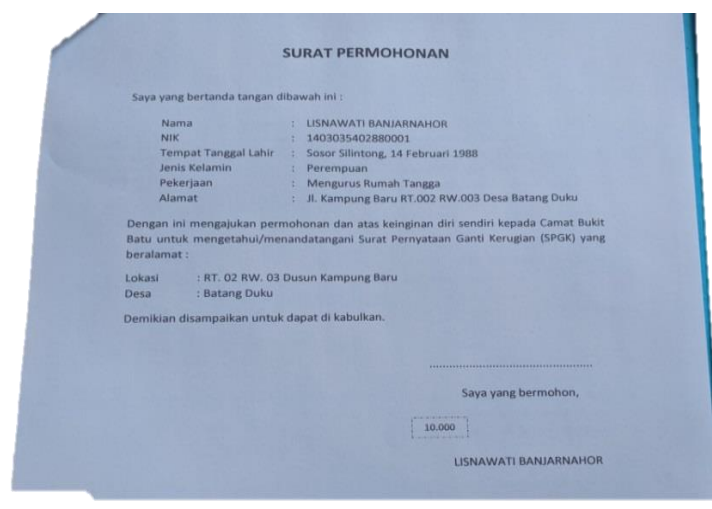 SURAT PERMOHONAN
Saya yang bertanda tangan dibawah ini :
Nama : LISNAWATI BANJARNAHOR
NIK : 1403035402880001
Tempat Tanggal Lahir : Sosor Silintong, 14 Februari 1988
Jenis Kelamin : Perempuan
Pekerjaan : Mengurus Rumah Tangga
Alamat : Jl. Kampung Baru RT.002 RW.003 Desa Batang Duku
Dengan ini mengajukan permohonan dan atas keinginan diri sendiri kepada Camat Bukit
Batu untuk mengetahui/menandatangani Surat Pernyataan Ganti Kerugian (SPGK) yang
beralamat :
Lokasi : RT. 02 RW. 03 Dusun Kampung Baru
Desa : Batang Duku
Demikian disampaikan untuk dapat di kabulkan.
................................................
Saya yang bermohon,
10.000
LISNAWATI BANJARNAHOR